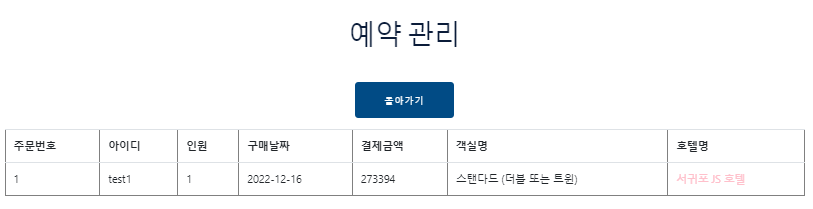 예약 관리
돌아가기
주문번호 아이디 인원 구매날짜 결제금액 객실명 호텔명
1 test1 1 2022-12-16 273394 스탠다드 (더블 또는 트윈) 서귀포 JS 호텔